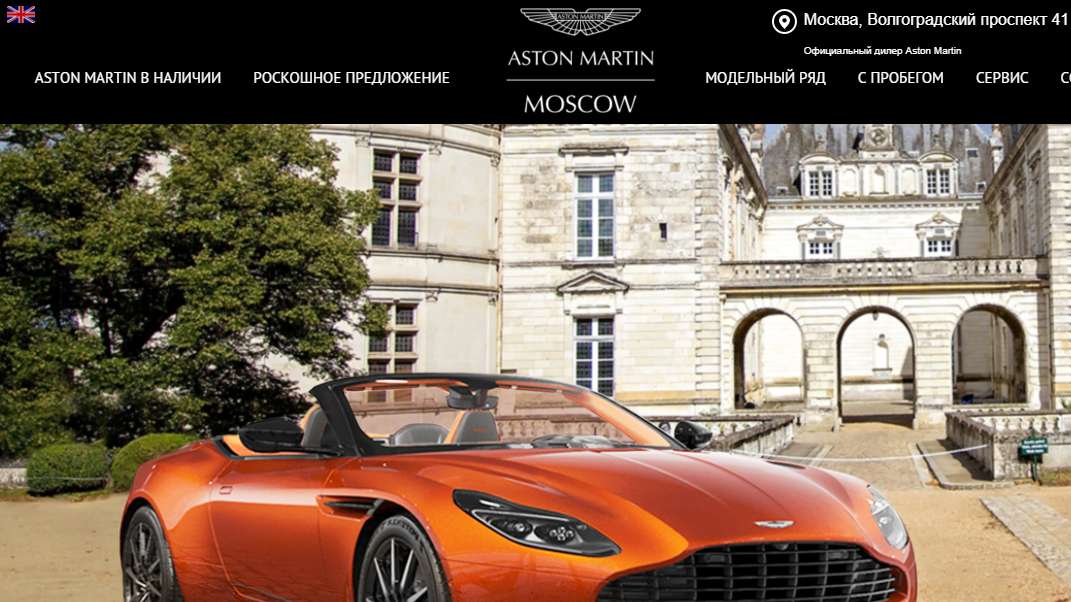 ASTON MARTIN
ASTON MARTIN
MOSCOW
Москва, Волгоградский проспект 41
Официальный дилер Aston Martin
ASTON MARTIN В НАЛИЧИИ
РОСКОШНОЕ ПРЕДЛОЖЕНИЕ
МОДЕЛЬНЫЙ РЯД
С ПРОБЕГОМ
СЕРВИС